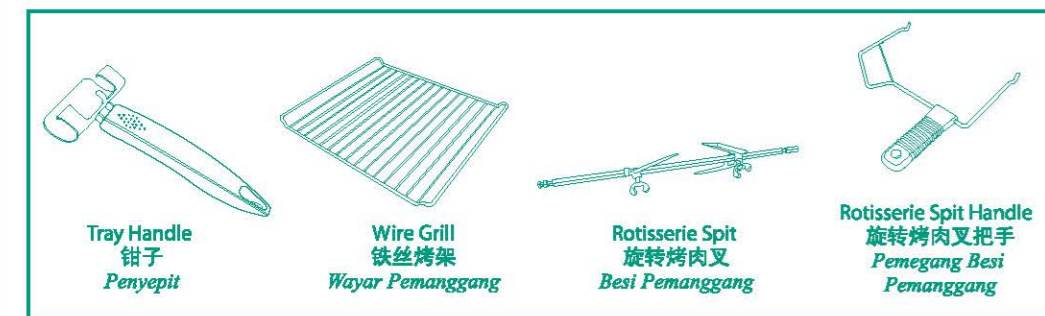 Tray Handle
钳子
Penyepit
Wire Grill
铁丝烤架
Wayar Pemanggang
Rotisserie Spit
旋转烤肉叉
Besi Pemanggang
Rotisserie Spit Handle
旋转烤肉叉把手
Pemegang Besi
Pemanggang